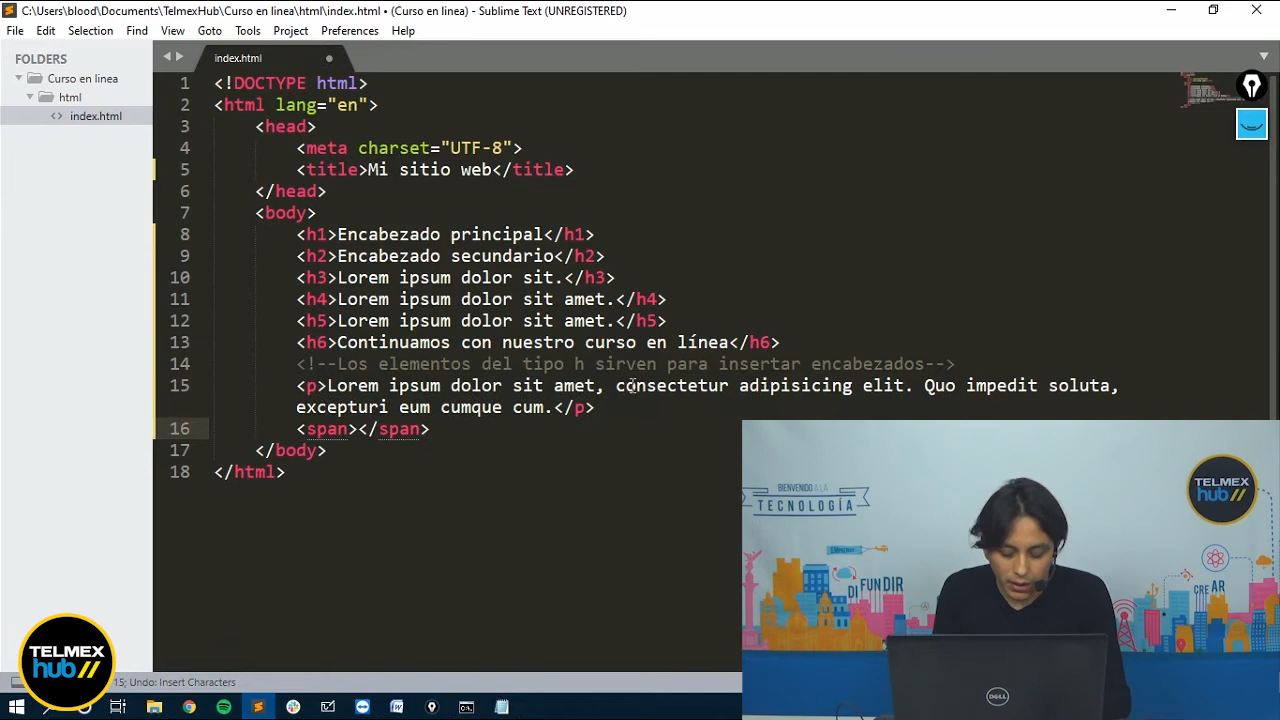 C:\Users\blood\Documents\TelmexHub\Curso en linea\html\index.html • (Curso en linea) - Sublime Text (UNREGISTERED)
File Edit Selection Find View Goto Tools Project Preferences Help
FOLDERS
Curso en linea
html
<> index.html
index.html
1 <!DOCTYPE html>
2 <html lang="en">
3 <head>
4 <meta charset="UTF-8">
5 <title>Mi sitio web</title>
6 </head>
7 <body>
8 <h1>Encabezado principal</h1>
9 <h2>Encabezado secundario</h2>
10 <h3>Lorem ipsum dolor sit.</h3>
11 <h4>Lorem ipsum dolor sit amet.</h4>
12 <h5>Lorem ipsum dolor sit amet.</h5>
13 <h6>Continuamos con nuestro curso en línea</h6>
14 <!--Los elementos del tipo h sirven para insertar encabezados-->
15 <p>Lorem ipsum dolor sit amet, consectetur adipisicing elit. Quo impedit soluta,
excepturi eum cumque cum.</p>
16 <span></span>
17 </body>
18 </html>
BIENVENIDO A LA
TECNOLOGÍA
TELMEX
hub//
DI FUNDIR
CREAR
DELL
TELMEX
hub//
15; Undo: Insert Characters